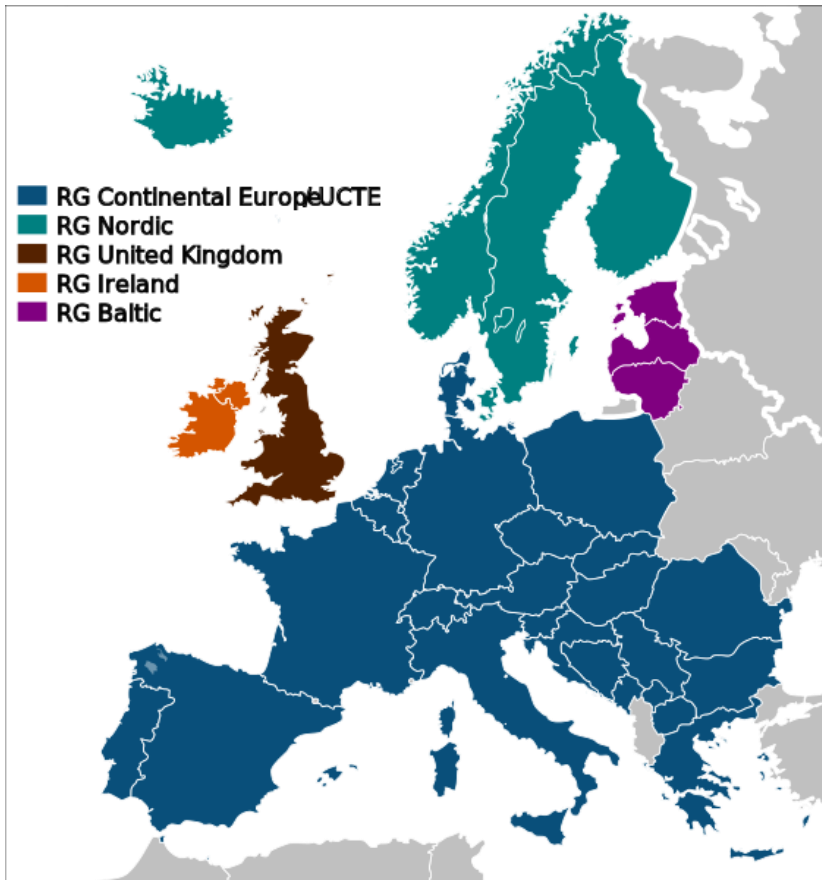 RG Continental Europe/UCTE
RG Nordic
RG United Kingdom
RG Ireland
RG Baltic